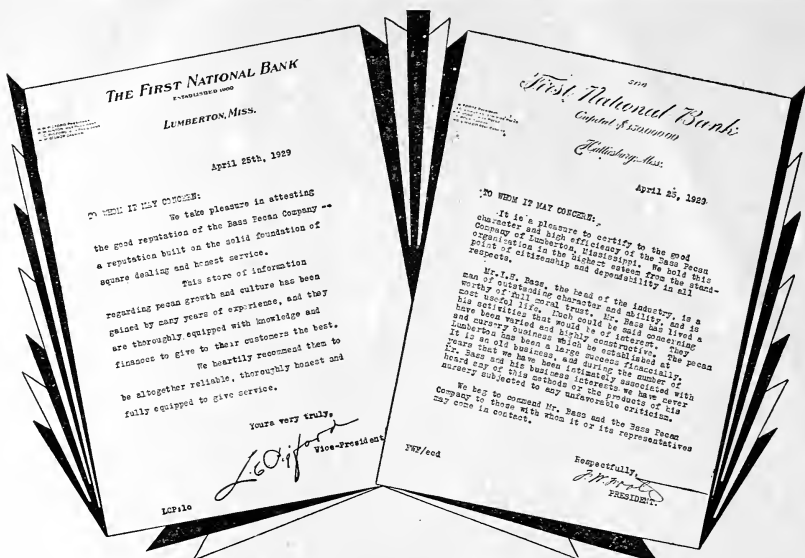 THE FIRST NATIONAL BANK
ESTABLISHED 1900
LUMBERTON, MISS.
April 25th, 1929
TO WHOM IT MAY CONCERN:
We take pleasure in attesting
the good reputation of the Bass Pecan Company --
a reputation built on the solid foundation of
square dealing and honest service.
This store of information
regarding pecan growth and culture has been
gained by many years of experience, and they
are thoroughly equipped with knowledge and
finances to give to their customers the best.
We heartily recommend them to
be altogether reliable, thoroughly honest and
fully equipped to give service.
Yours very truly,
Vice-President
LCP:lo
THE
First National Bank
Capital $350,000.00
Hattiesburg, Miss.
April 25, 1929
TO WHOM IT MAY CONCERN:
It is a pleasure to certify to the good
character and high efficiency of the Bass Pecan
Company of Lumberton, Mississippi. We hold this
organization in the highest esteem from the stand-
point of citizenship and dependability in all
respects.
Mr. I.E. Bass, the head of the industry, is a
man of outstanding character and ability, and is
worthy of full moral trust. Mr. Bass has lived a
most useful life. Much could be said concerning
his activities that would be of interest. They
have been varied and highly constructive. The pecan
and nursery business which he established at
Lumberton has been a large success financially.
It is an old business, and during the number of
years that we have been intimately associated with
Mr. Bass and his business interests we have never
heard any of this methods or the products of his
nursery subjected to any unfavorable criticism.
We beg to commend Mr. Bass and the Bass Pecan
Company to those with whom it or its representatives
may come in contact.
Respectfully,
PRESIDENT.
FWF/ecd